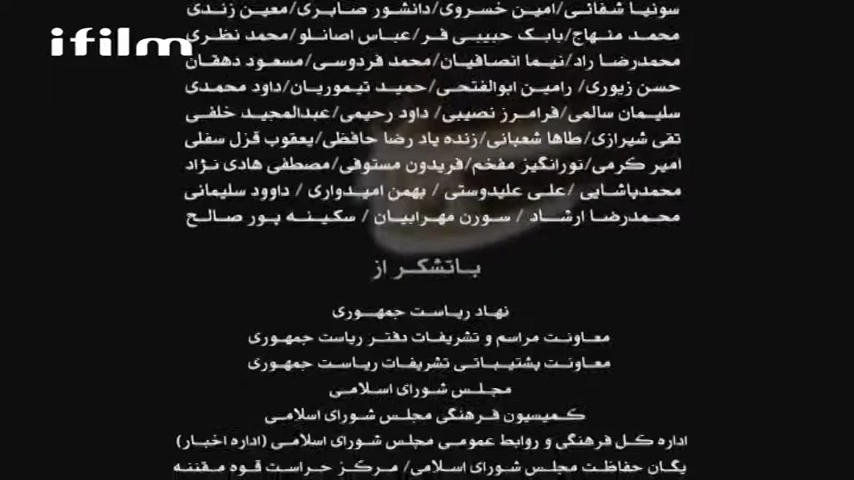 سونیا شفائی/امین خسروی/دانشور صابری/معین زندی
ifilm
محمد منهاج/بابک حبیبی فر/عباس اصانلو/محمد نظری
محمدرضا راد/نیما انصافیان/محمد فردوسی/مسعود دهقان
حسن زیوری/ رامین ابوالفتحی/حمید تیموریان/داود محمدی
سلیمان سالمی/فرامرز نصیبی/ داود رحیمی/عبدالمجید خلفی
تقی شیرازی/طاها شعبانی/زنده یاد رضا حافظی/یعقوب قزل سفلی
امیر کرمی/نورانگیز مفخم/فریدون مستوفی/مصطفی هادی نژاد
محمدپاشایی /علی علیدوستی / بهمن امیدواری / داوود سلیمانی
محمدرضا ارشاد / سورن مهرابیان / سکینه پور صالح
باتشکر از
نهاد ریاست جمهوری
معاونت مراسم و تشریفات دفتر ریاست جمهوری
معاونت پشتیبانی تشریفات ریاست جمهوری
مجلس شورای اسلامی
کمیسیون فرهنگی مجلس شورای اسلامی
اداره کل فرهنگی و روابط عمومی مجلس شورای اسلامی (اداره اخبار)
یگان حفاظت مجلس شورای اسلامی/ مرکز حراست قوه مقننه